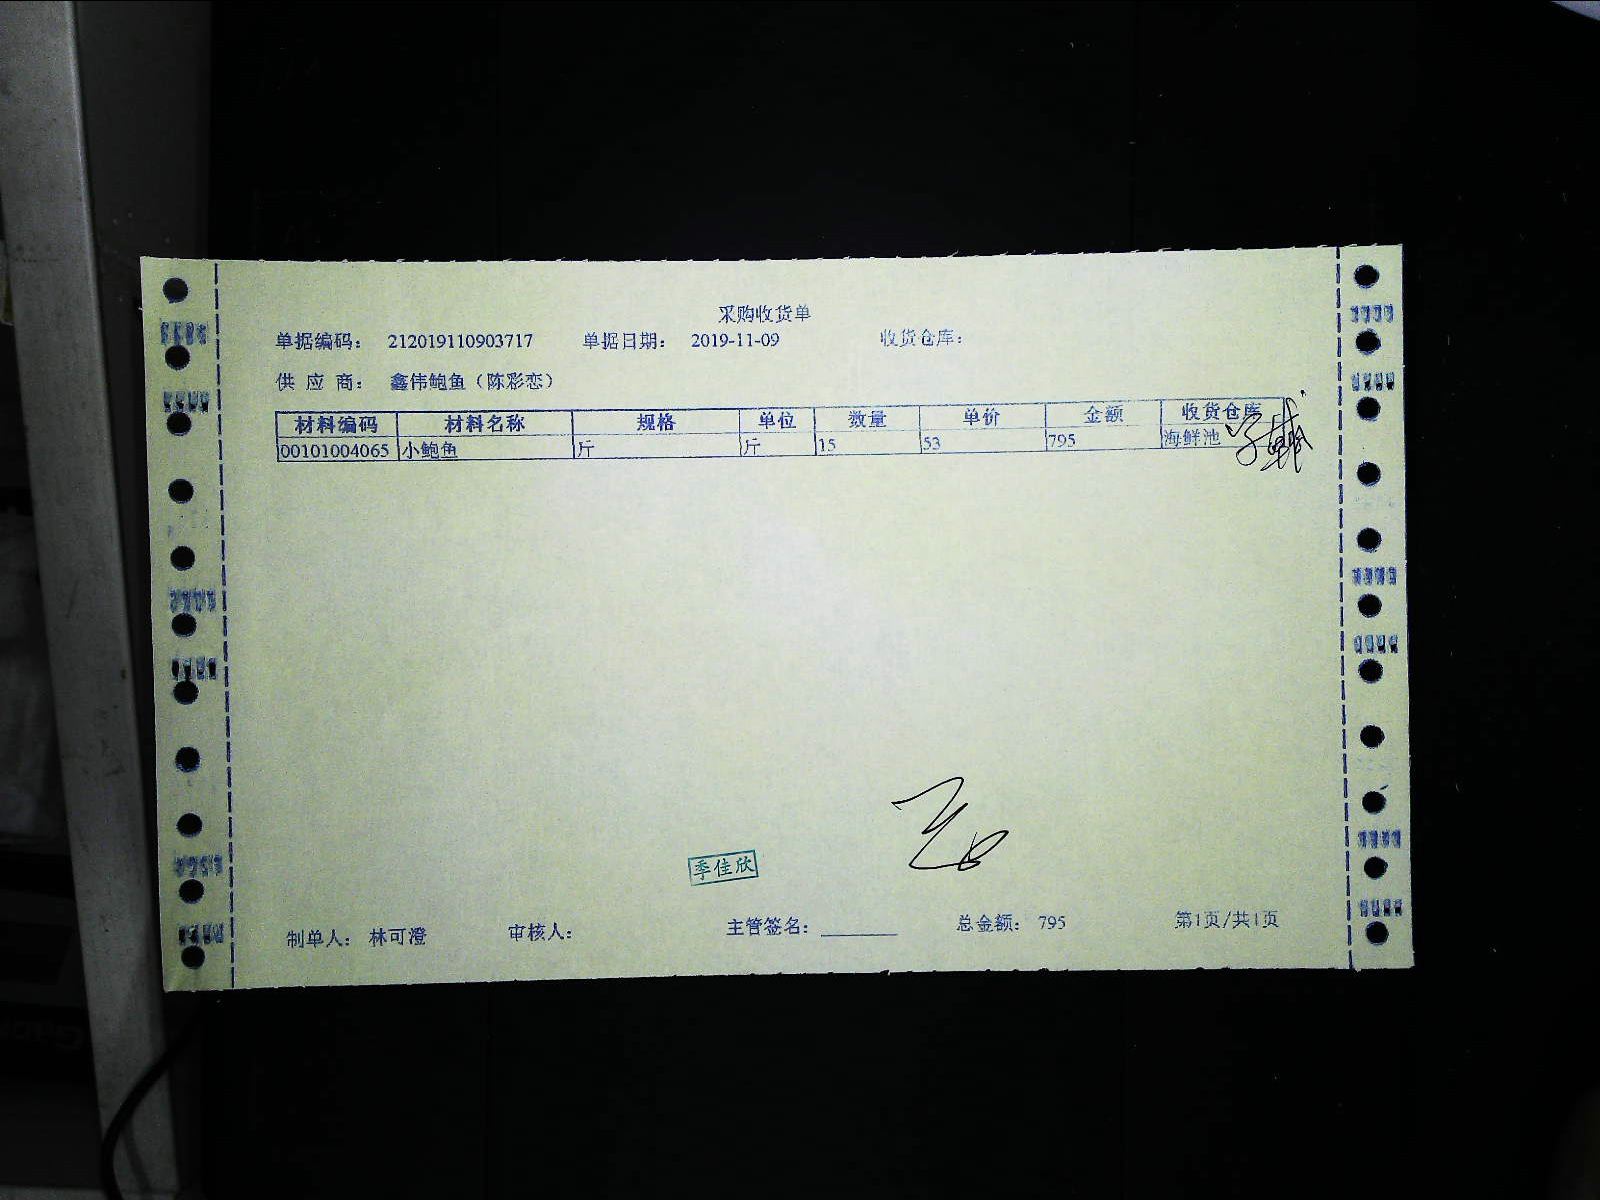 采购收货单
单据编码： 212019110903717 单据日期： 2019-11-09 收货仓库：
供 应 商： 鑫伟鲍鱼（陈彩恋）
材料编码 材料名称 规格 单位 数量 单价 金额 收货仓库
00101004065 小鲍鱼 斤 斤 15 53 795 海鲜池
季佳欣
制单人： 林可澄 审核人： 主管签名： 总金额： 795 第1页/共1页